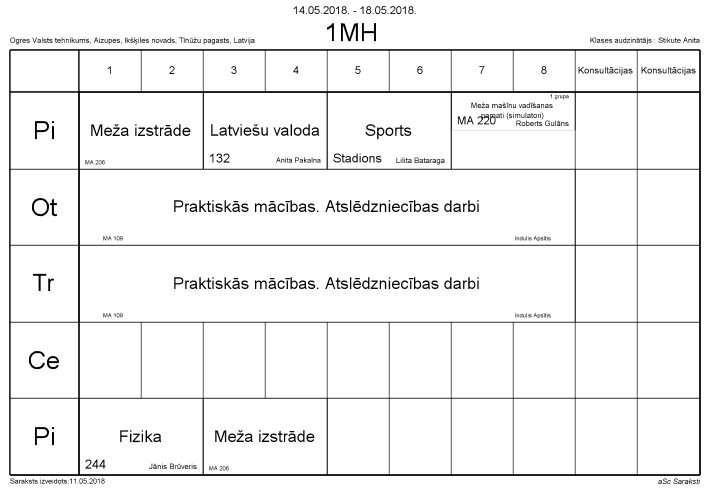 14.05.2018. - 18.05.2018.
1MH
Ogres Valsts tehnikums, Aizupes, Ikšķiles novads, Tīnūžu pagasts, Latvija
Klases audzinātājs : Stikute Anita
1 2 3 4 5 6 7 8 Konsultācijas Konsultācijas
Pi
Meža izstrāde
MA 206
Latviešu valoda
132 Anita Pakalna
Sports
Stadions Lilita Bataraga
1.grupa
Meža mašīnu vadīšanas
pamati (simulatori)
MA 220 Roberts Gulāns
Ot
Praktiskās mācības. Atslēdzniecības darbi
MA 109 Indulis Apsītis
Tr
Praktiskās mācības. Atslēdzniecības darbi
MA 109 Indulis Apsītis
Ce
Pi
Fizika
244 Jānis Brūveris
Meža izstrāde
MA 206
Saraksts izveidots:11.05.2018
aSc Saraksti